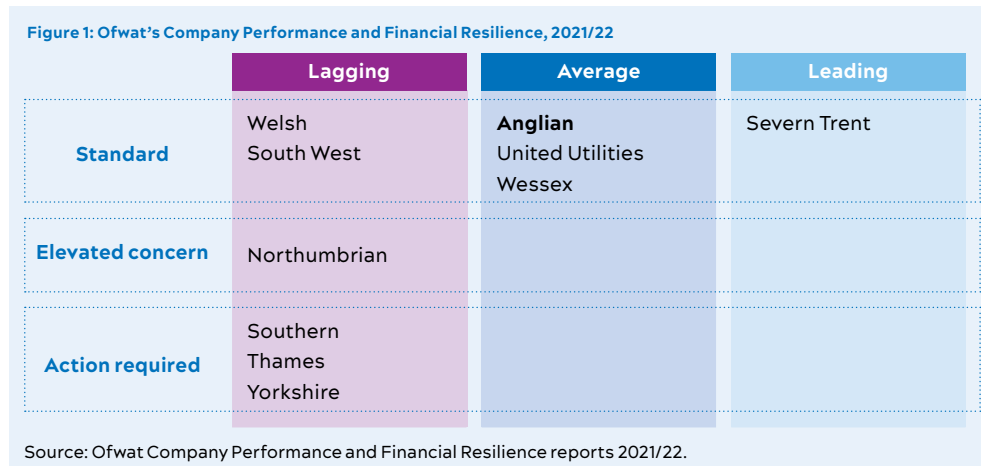 Figure 1: Ofwat's Company Performance and Financial Resilience, 2021/22
Lagging Average Leading
Standard
Welsh
South West
Anglian
United Utilities
Wessex
Severn Trent
Elevated concern
Northumbrian
Action required
Southern
Thames
Yorkshire
Source: Ofwat Company Performance and Financial Resilience reports 2021/22.